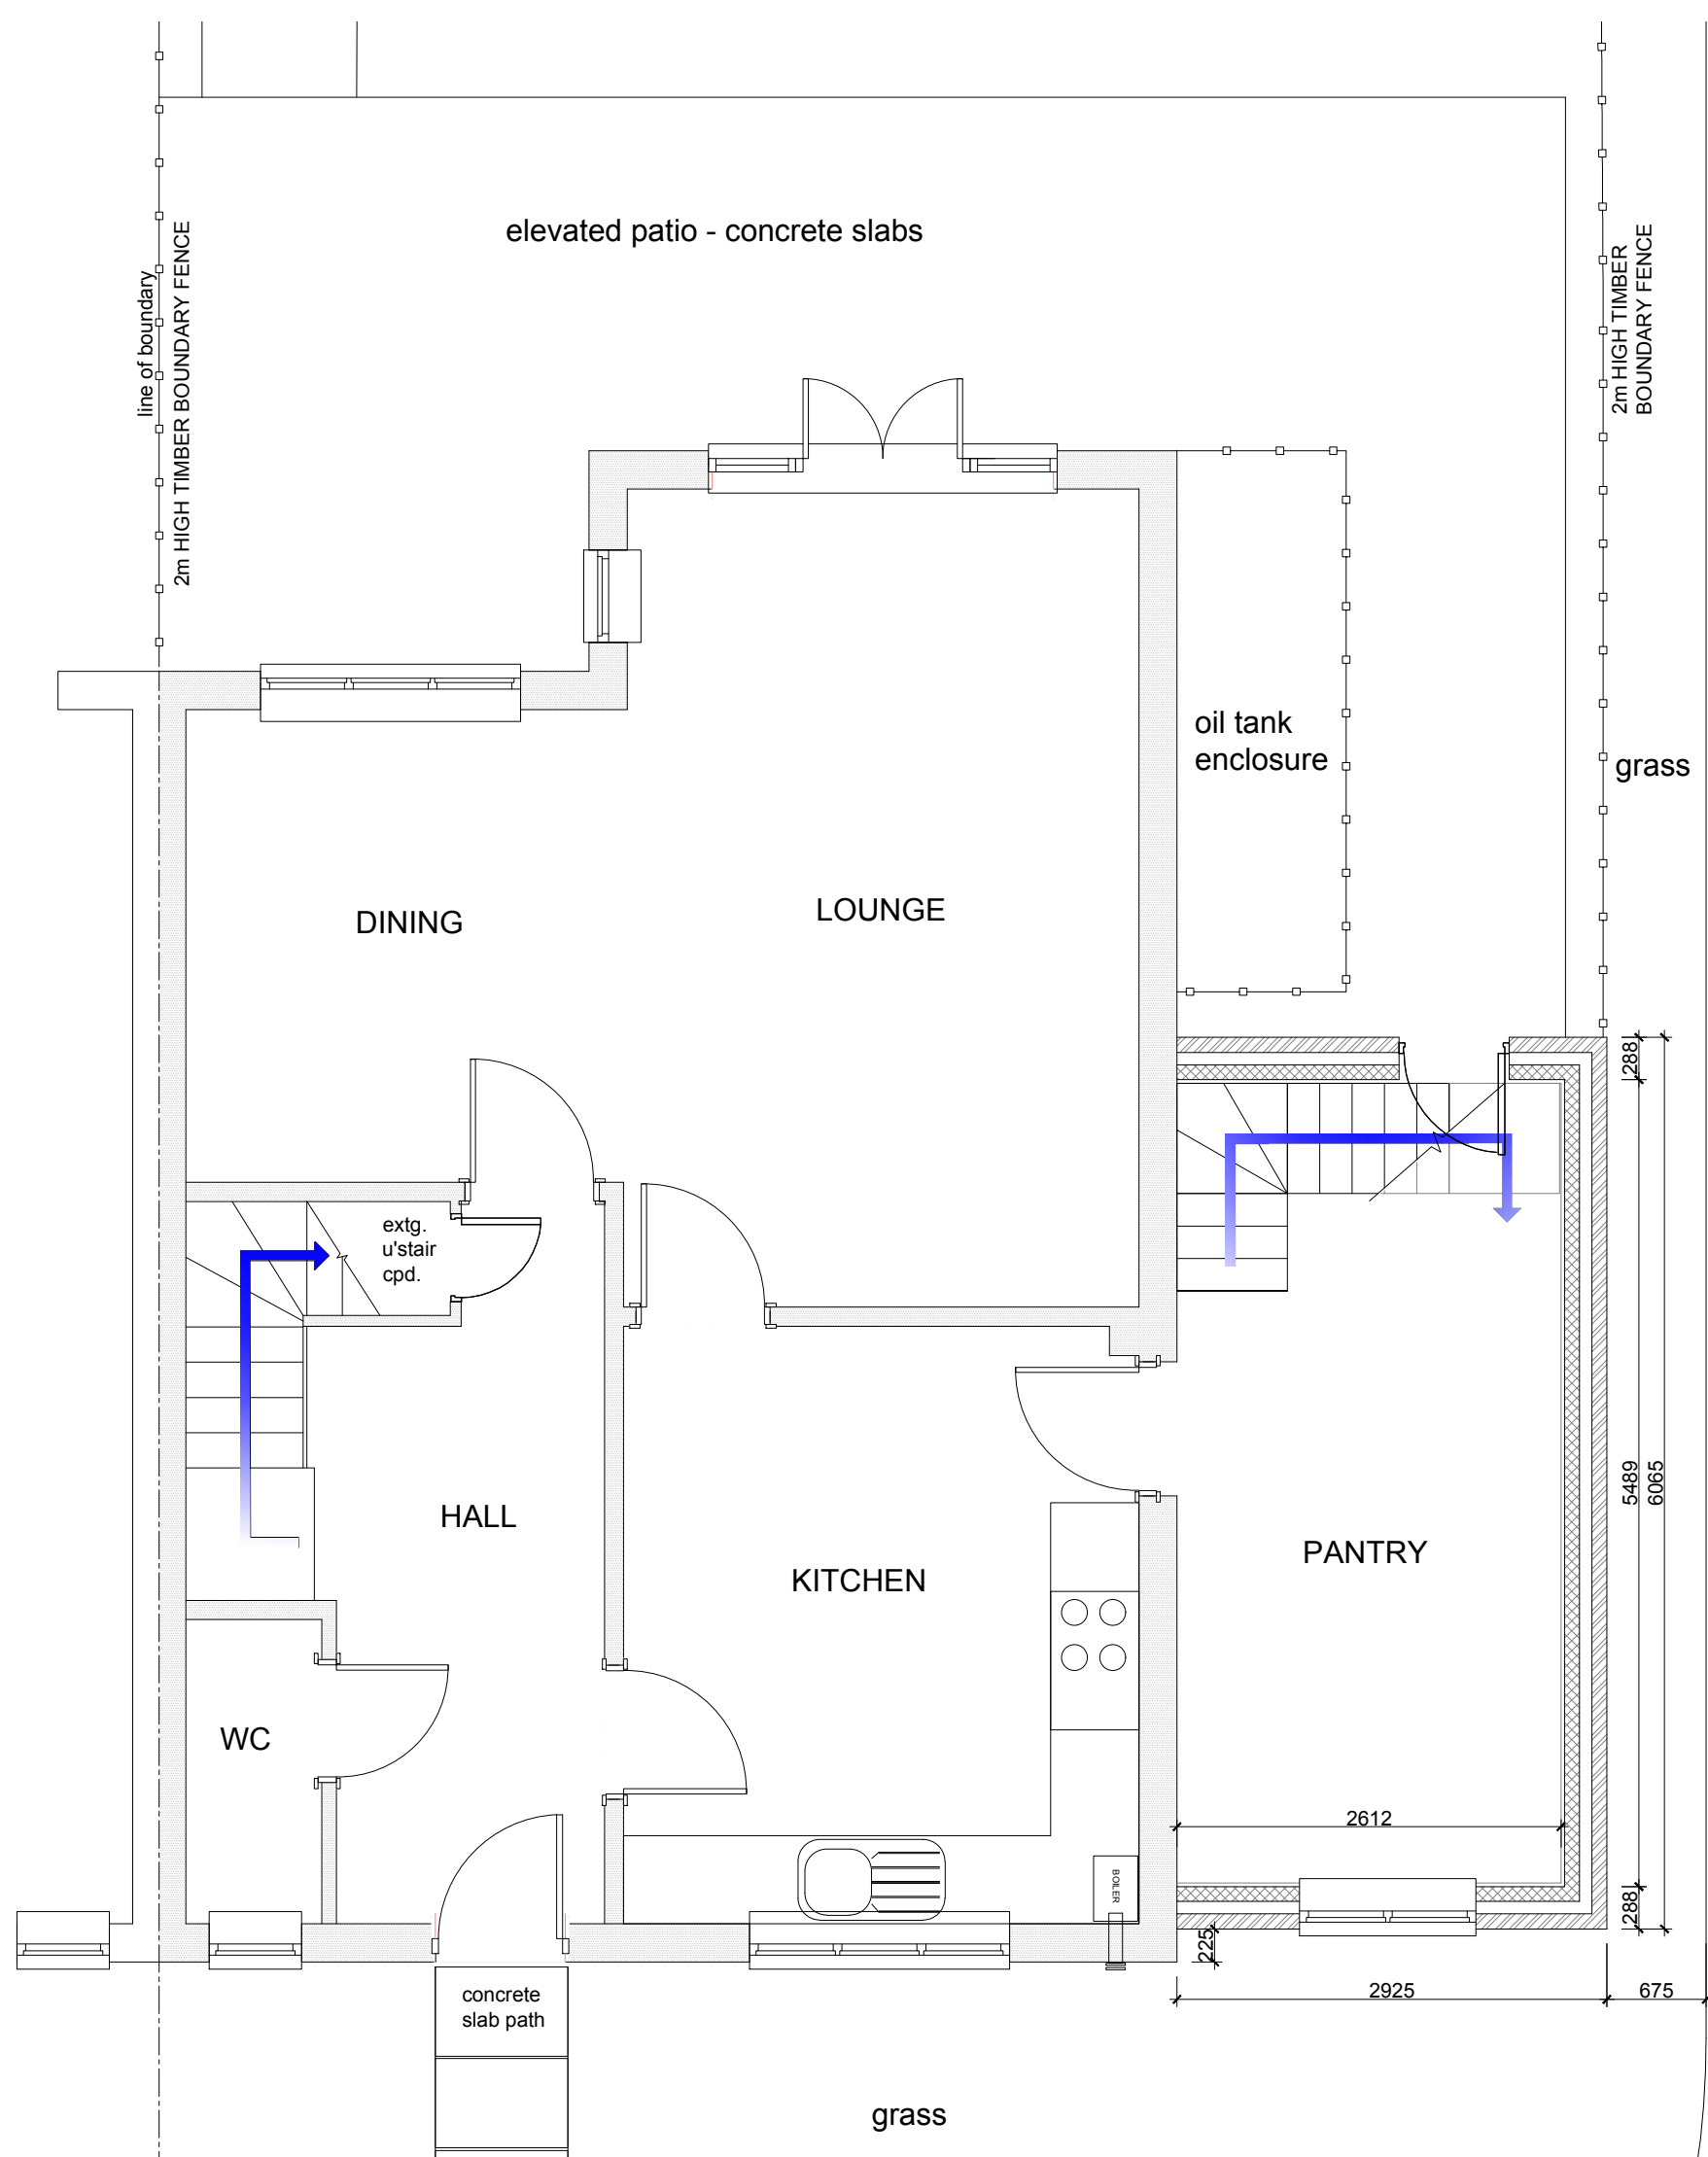 elevated patio - concrete slabs
line of boundary
2m HIGH TIMBER BOUNDARY FENCE
2m HIGH TIMBER
BOUNDARY FENCE
oil tank
enclosure
grass
DINING
LOUNGE
288
extg.
u'stair
cpd.
5489
6065
HALL
PANTRY
KITCHEN
WC
2612
BOILER
288
225
2925
675
concrete
slab path
grass